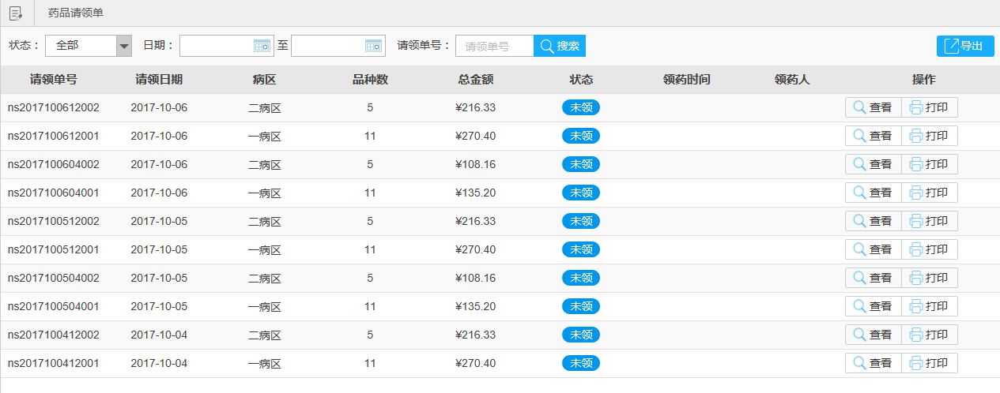 药品请领单
状态： 全部 日期： 至 请领单号： 请领单号 搜索 导出
请领单号 请领日期 病区 品种数 总金额 状态 领药时间 领药人 操作
ns2017100612002 2017-10-06 二病区 5 ¥216.33 未领 查看 打印
ns2017100612001 2017-10-06 一病区 11 ¥270.40 未领 查看 打印
ns2017100604002 2017-10-06 二病区 5 ¥108.16 未领 查看 打印
ns2017100604001 2017-10-06 一病区 11 ¥135.20 未领 查看 打印
ns2017100512002 2017-10-05 二病区 5 ¥216.33 未领 查看 打印
ns2017100512001 2017-10-05 一病区 11 ¥270.40 未领 查看 打印
ns2017100504002 2017-10-05 二病区 5 ¥108.16 未领 查看 打印
ns2017100504001 2017-10-05 一病区 11 ¥135.20 未领 查看 打印
ns2017100412002 2017-10-04 二病区 5 ¥216.33 未领 查看 打印
ns2017100412001 2017-10-04 一病区 11 ¥270.40 未领 查看 打印